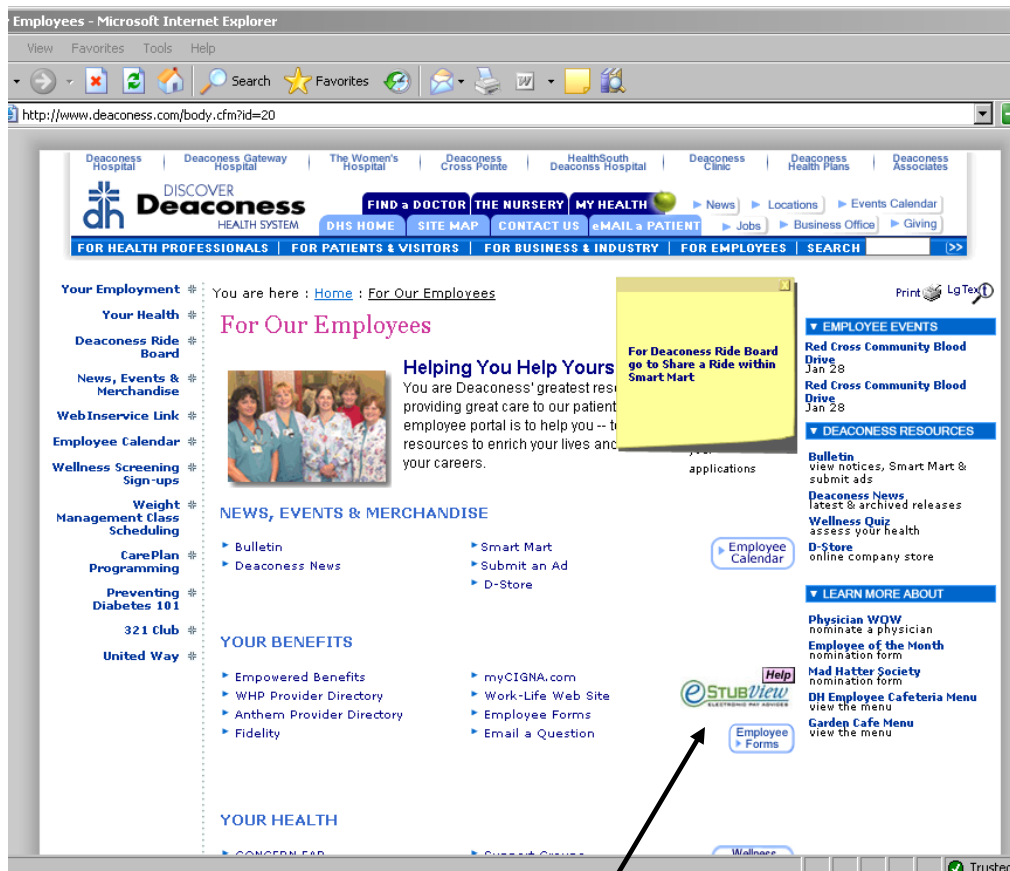 Employees - Microsoft Internet Explorer
View Favorites Tools Help
Search Favorites
http://www.deaconess.com/body.cfm?id=20
Deaconess Hospital
Deaconess Gateway Hospital
The Women's Hospital
Deaconess Cross Pointe
HealthSouth Deaconss Hospital
Deaconess Clinic
Deaconess Health Plans
Deaconess Associates
dh
DISCOVER
Deaconess
HEALTH SYSTEM
FIND a DOCTOR THE NURSERY MY HEALTH
News Locations Events Calendar
DHS HOME SITE MAP CONTACT US eMAIL a PATIENT
Jobs Business Office Giving
FOR HEALTH PROFESSIONALS | FOR PATIENTS & VISITORS | FOR BUSINESS & INDUSTRY | FOR EMPLOYEES | SEARCH >>
Your Employment
Your Health
Deaconess Ride
Board
News, Events &
Merchandise
WebInservice Link
Employee Calendar
Wellness Screening
Sign-ups
Weight
Management Class
Scheduling
CarePlan
Programming
Preventing
Diabetes 101
321 Club
United Way
You are here : Home : For Our Employees
Print LgText
For Our Employees
Helping You Help Yours
You are Deaconess' greatest
providing great care to our patient
employee portal is to help you --
resources to enrich your lives and
your careers.
applications
For Deaconess Ride Board
go to Share a Ride within
Smart Mart
NEWS, EVENTS & MERCHANDISE
Bulletin
Deaconess News
Smart Mart
Submit an Ad
D-Store
Employee
Calendar
YOUR BENEFITS
Empowered Benefits
WHP Provider Directory
Anthem Provider Directory
Fidelity
myCIGNA.com
Work-Life Web Site
Employee Forms
Email a Question
Help
eSTUBView
ELECTRONIC PAY ADVICES
Employee
Forms
YOUR HEALTH
CONCERN EAP
Support Groups
Wellness
EMPLOYEE EVENTS
Red Cross Community Blood
Drive
Jan 28
Red Cross Community Blood
Drive
Jan 28
DEACONESS RESOURCES
Bulletin
view notices, Smart Mart &
submit ads
Deaconess News
latest & archived releases
Wellness Quiz
assess your health
D-Store
online company store
LEARN MORE ABOUT
Physician WOW
nominate a physician
Employee of the Month
nomination form
Mad Hatter Society
nomination form
DH Employee Cafeteria Menu
view the menu
Garden Cafe Menu
view the menu
Trusted